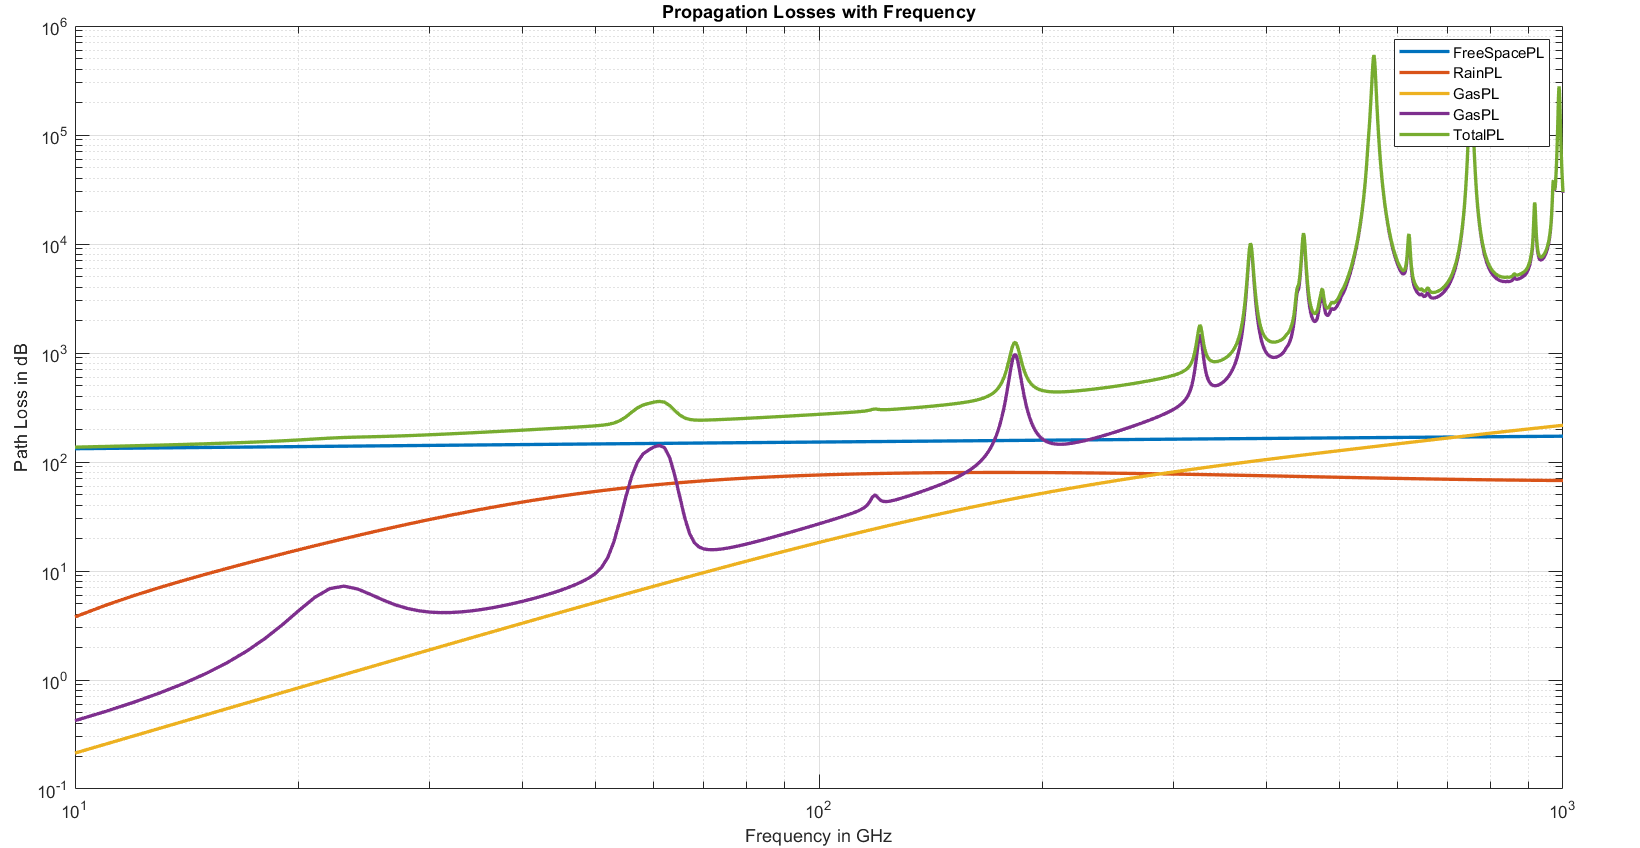 Propagation Losses with Frequency
FreeSpacePL
RainPL
GasPL
GasPL
TotalPL
Path Loss in dB
10^6
10^5
10^4
10^3
10^2
10^1
10^0
10^-1
10^1
10^2
10^3
Frequency in GHz